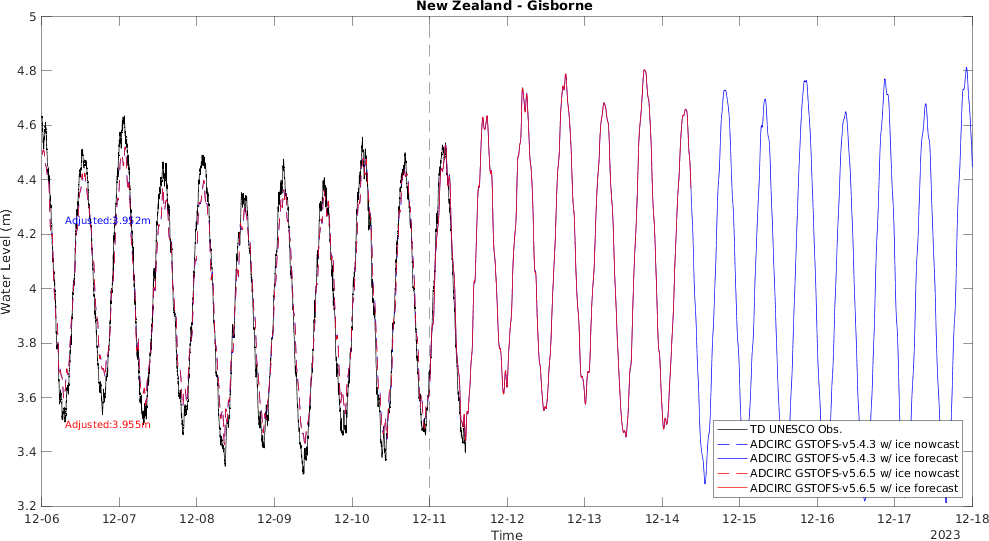 New Zealand - Gisborne
Water Level (m)
5
4.8
4.6
4.4
4.2
4
3.8
3.6
3.4
3.2
Adjusted:3.952m
Adjusted:3.955m
TD UNESCO Obs.
ADCIRC GSTOFS-v5.4.3 w/ ice nowcast
ADCIRC GSTOFS-v5.4.3 w/ ice forecast
ADCIRC GSTOFS-v5.6.5 w/ ice nowcast
ADCIRC GSTOFS-v5.6.5 w/ ice forecast
12-06 12-07 12-08 12-09 12-10 12-11 12-12 12-13 12-14 12-15 12-16 12-17 12-18
Time
2023